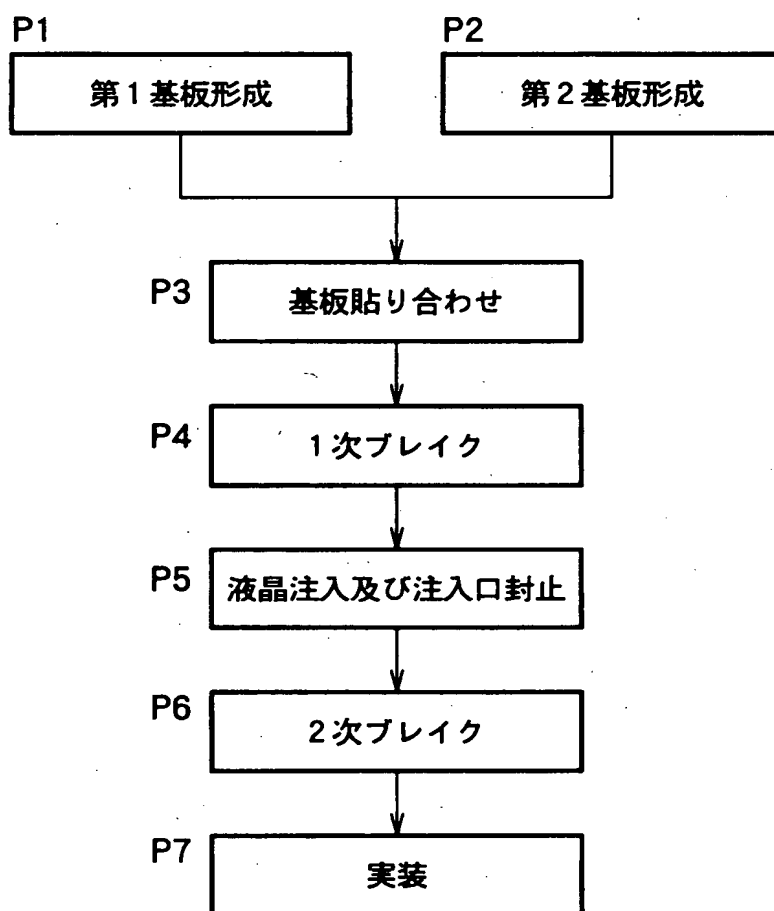 P1
第1基板形成
P2
第2基板形成
P3
基板貼り合わせ
P4
1次ブレイク
P5
液晶注入及び注入口封止
P6
2次ブレイク
P7
実装